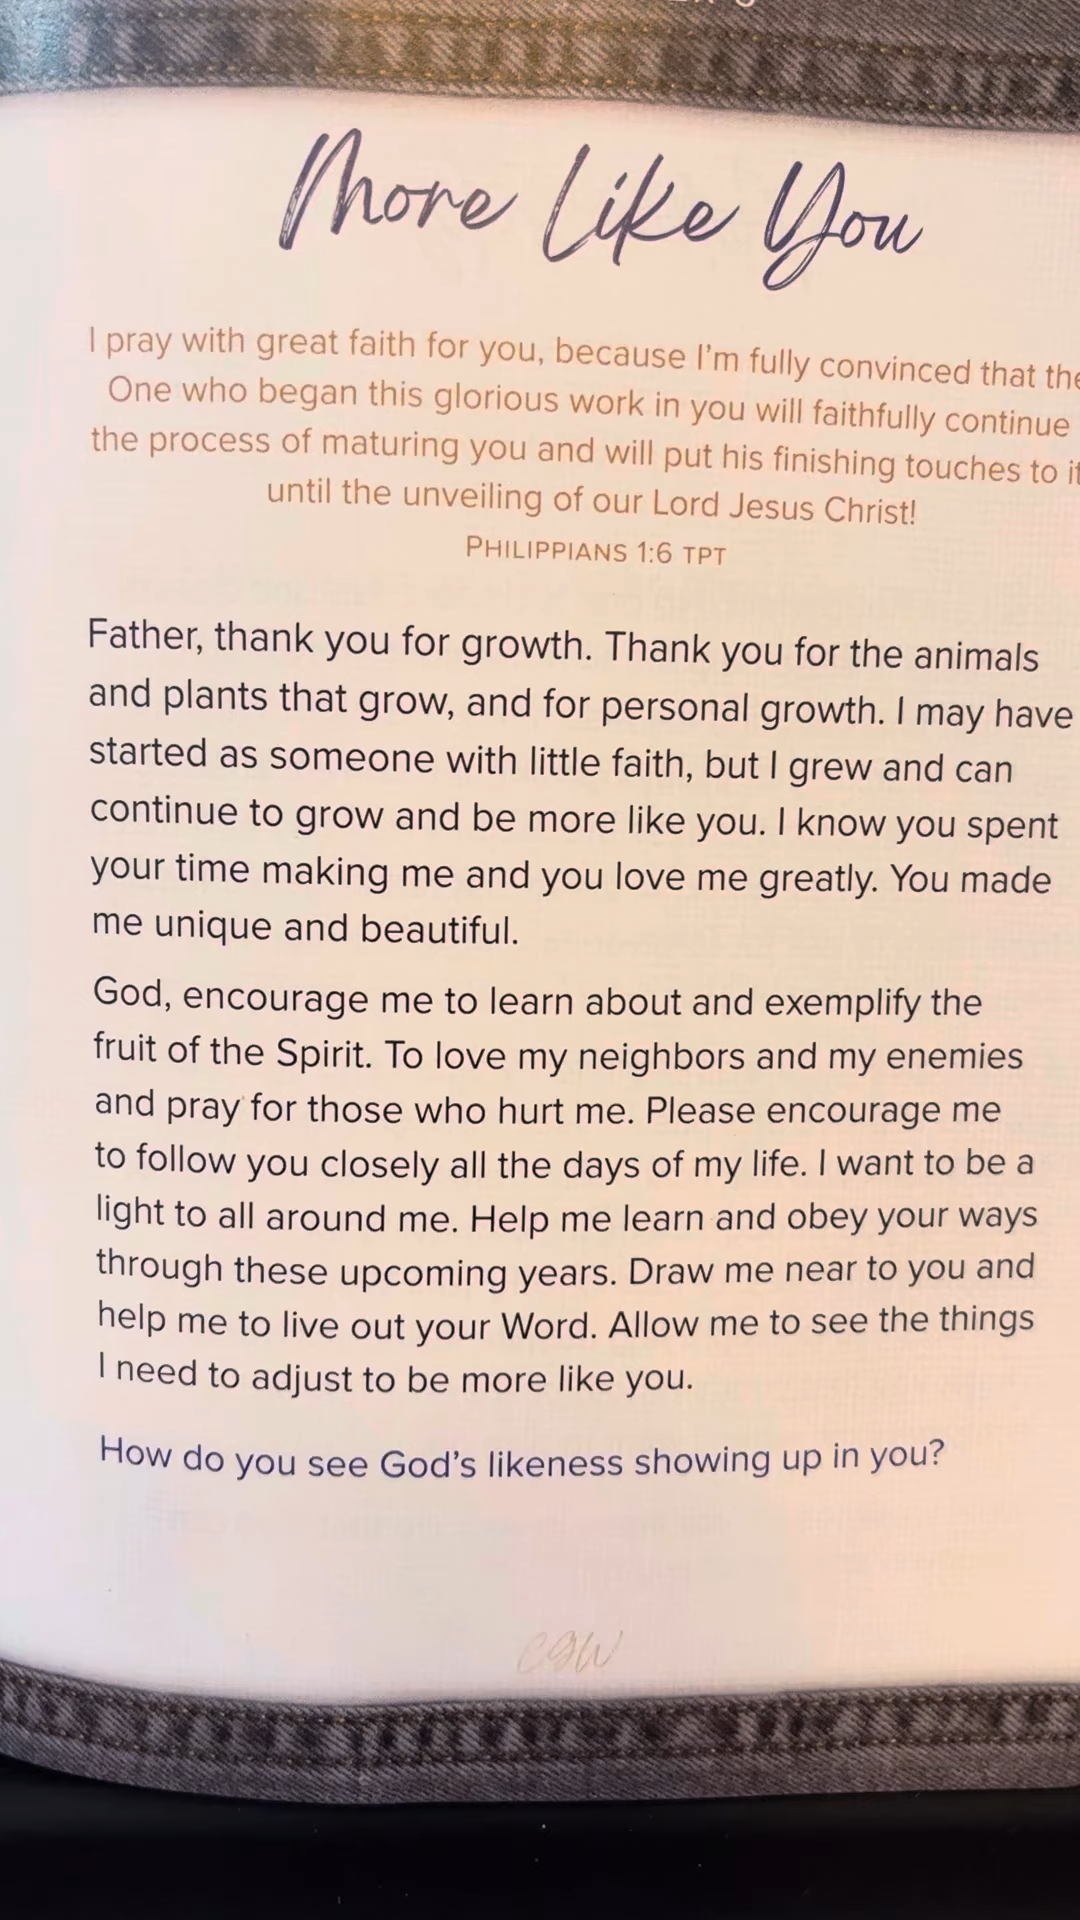 More Like You
I pray with great faith for you, because I'm fully convinced that the
One who began this glorious work in you will faithfully continue
the process of maturing you and will put his finishing touches to it
until the unveiling of our Lord Jesus Christ!
PHILIPPIANS 1:6 TPT
Father, thank you for growth. Thank you for the animals
and plants that grow, and for personal growth. I may have
started as someone with little faith, but I grew and can
continue to grow and be more like you. I know you spent
your time making me and you love me greatly. You made
me unique and beautiful.
God, encourage me to learn about and exemplify the
fruit of the Spirit. To love my neighbors and my enemies
and pray for those who hurt me. Please encourage me
to follow you closely all the days of my life. I want to be a
light to all around me. Help me learn and obey your ways
through these upcoming years. Draw me near to you and
help me to live out your Word. Allow me to see the things
I need to adjust to be more like you.
How do you see God's likeness showing up in you?